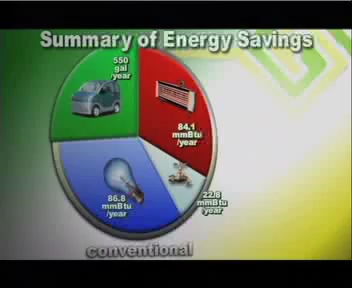 Summary of Energy Savings
550
gal
/year
84.1
mmBtu
/year
86.8
mmBtu
/year
22.8
mmBtu
/year
conventional